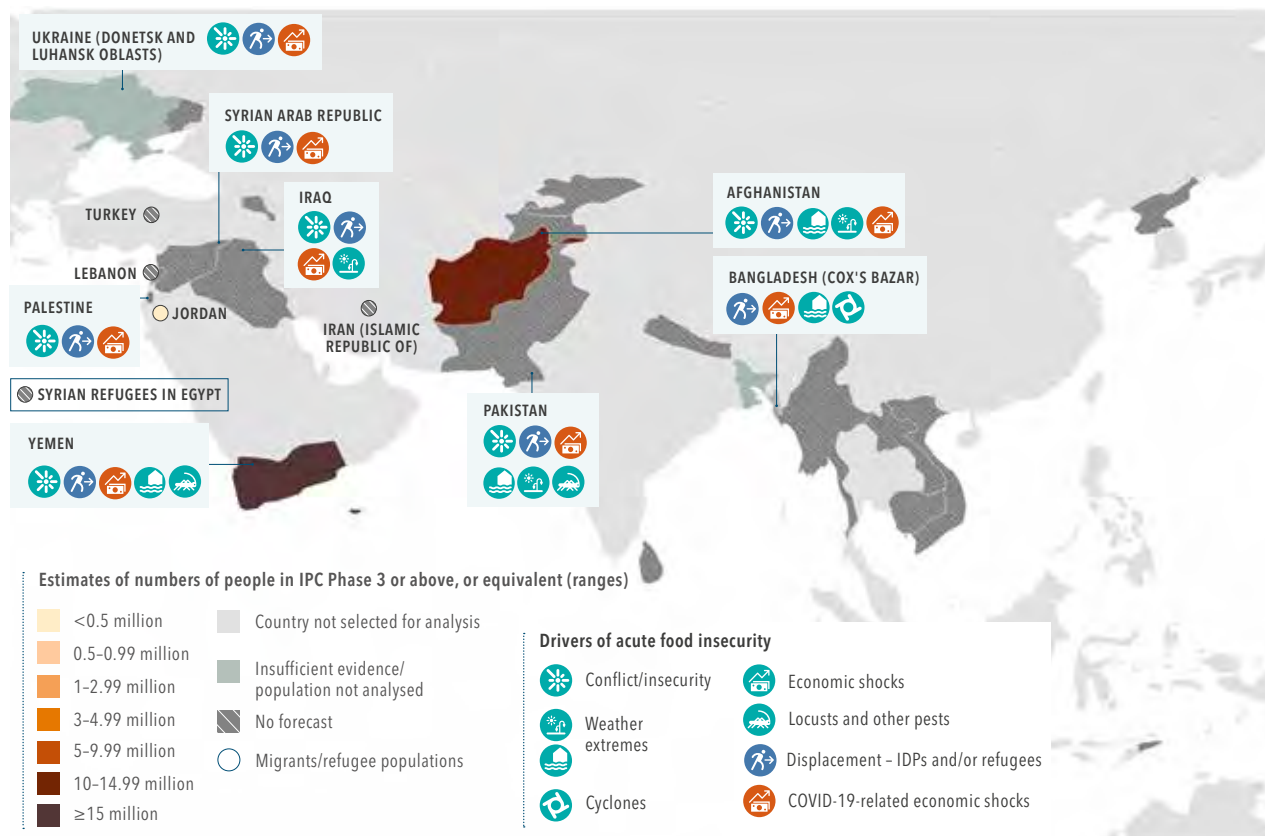 UKRAINE (DONETSK AND
LUHANSK OBLASTS)
SYRIAN ARAB REPUBLIC
IRAQ
AFGHANISTAN
TURKEY
LEBANON
BANGLADESH (COX'S BAZAR)
PALESTINE
JORDAN
IRAN (ISLAMIC
REPUBLIC OF)
SYRIAN REFUGEES IN EGYPT
PAKISTAN
YEMEN
Estimates of numbers of people in IPC Phase 3 or above, or equivalent (ranges)
<0.5 million
0.5–0.99 million
1–2.99 million
3–4.99 million
5–9.99 million
10–14.99 million
≥15 million
Country not selected for analysis
Insufficient evidence/
population not analysed
No forecast
Migrants/refugee populations
Drivers of acute food insecurity
Conflict/insecurity
Weather
extremes
Cyclones
Economic shocks
Locusts and other pests
Displacement – IDPs and/or refugees
COVID-19-related economic shocks